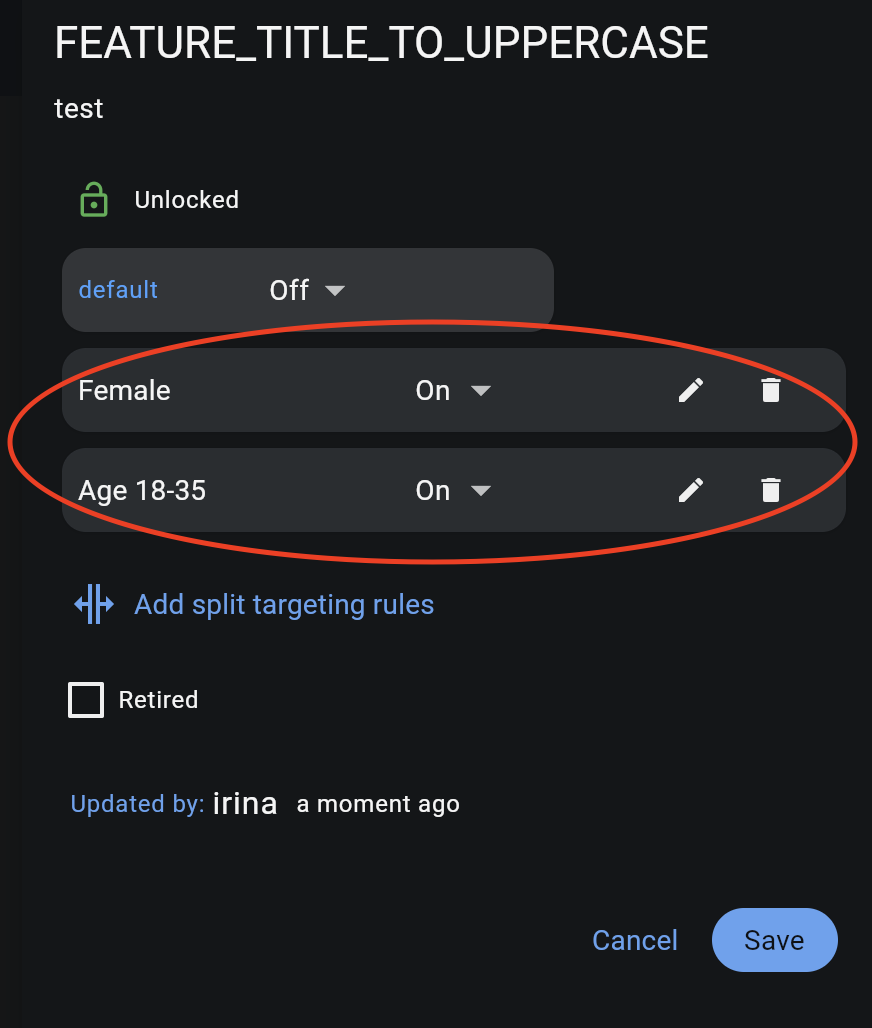 FEATURE_TITLE_TO_UPPERCASE
test
Unlocked
default Off
Female On
Age 18-35 On
Add split targeting rules
Retired
Updated by: irina a moment ago
Cancel Save